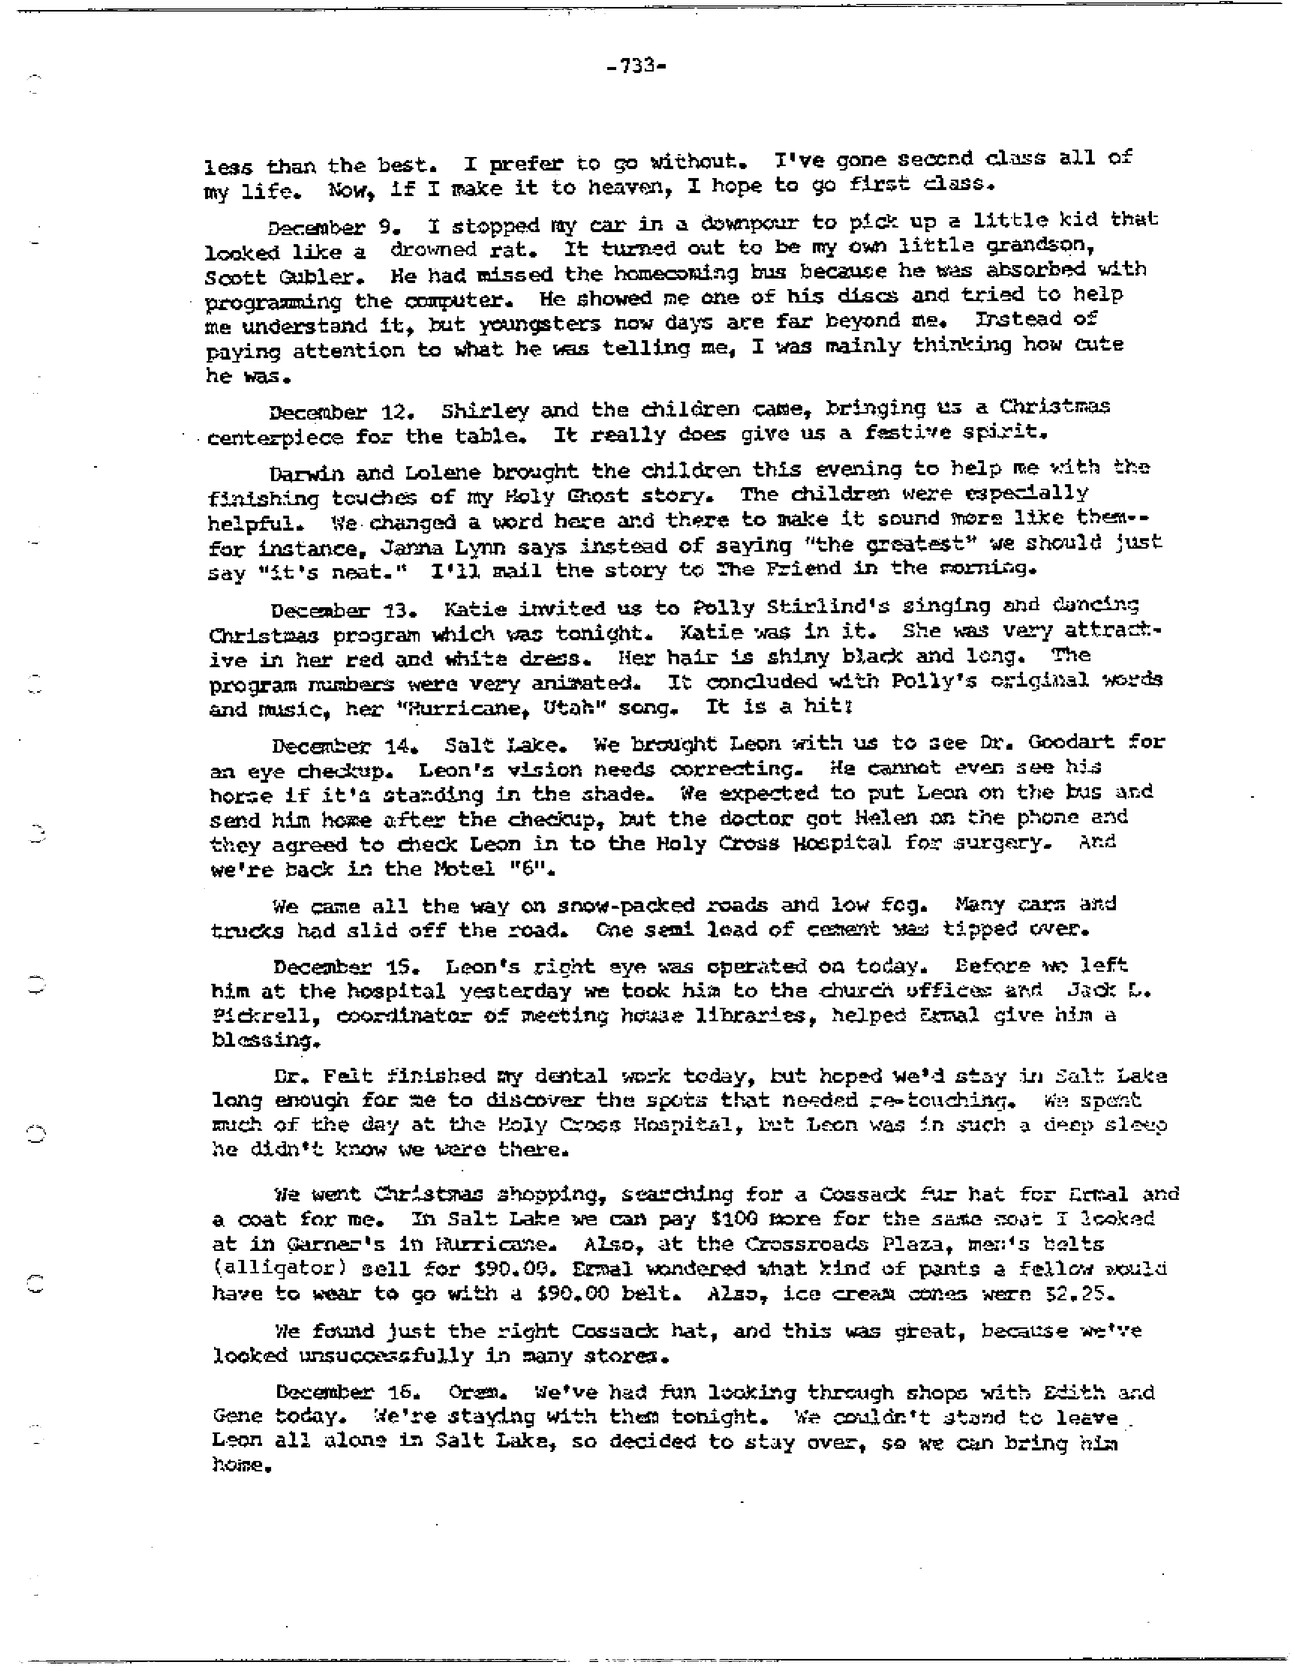 -733-
less than the best. I prefer to go without. I've gone second class all of
my life. Now, if I make it to heaven, I hope to go first class.
December 9. I stopped my car in a downpour to pick up a little kid that
looked like a drowned rat. It turned out to be my own little grandson,
Scott Gubler. He had missed the homecoming bus because he was absorbed with
programming the computer. He showed me one of his discs and tried to help
me understand it, but youngsters now days are far beyond me. Instead of
paying attention to what he was telling me, I was mainly thinking how cute
he was.
December 12. Shirley and the children came, bringing us a Christmas
centerpiece for the table. It really does give us a festive spirit.
Darwin and Lolene brought the children this evening to help me with the
finishing touches of my Holy Ghost story. The children were especially
helpful. We changed a word here and there to make it sound more like them--
for instance, Janna Lynn says instead of saying "the greatest" we should just
say "it's neat." I'll mail the story to The Friend in the morning.
December 13. Katie invited us to Polly Stirlind's singing and dancing
Christmas program which was tonight. Katie was in it. She was very attract-
ive in her red and white dress. Her hair is shiny black and long. The
program numbers were very animated. It concluded with Polly's original words
and music, her "Hurricane, Utah" song. It is a hit!
December 14. Salt Lake. We brought Leon with us to see Dr. Goodart for
an eye checkup. Leon's vision needs correcting. He cannot even see his
horse if it's standing in the shade. We expected to put Leon on the bus and
send him home after the checkup, but the doctor got Helen on the phone and
they agreed to check Leon in to the Holy Cross Hospital for surgery. And
we're back in the Motel "6".
We came all the way on snow-packed roads and low fog. Many cars and
trucks had slid off the road. One semi load of cement was tipped over.
December 15. Leon's right eye was operated on today. Before we left
him at the hospital yesterday we took him to the church offices and Jack L.
Pickrell, coordinator of meeting house libraries, helped Ermal give him a
blessing.
Dr. Felt finished my dental work today, but hoped we'd stay in Salt Lake
long enough for me to discover the spots that needed re-touching. We spent
much of the day at the Holy Cross Hospital, but Leon was in such a deep sleep
he didn't know we were there.
We went Christmas shopping, searching for a Cossack fur hat for Ermal and
a coat for me. In Salt Lake we can pay $100 more for the same coat I looked
at in Garner's in Hurricane. Also, at the Crossroads Plaza, men's belts
(alligator) sell for $90.00. Ermal wondered what kind of pants a fellow would
have to wear to go with a $90.00 belt. Also, ice cream cones were $2.25.
We found just the right Cossack hat, and this was great, because we've
looked unsuccessfully in many stores.
December 16. Orem. We've had fun looking through shops with Edith and
Gene today. We're staying with them tonight. We couldn't stand to leave
Leon all alone in Salt Lake, so decided to stay over, so we can bring him
home.